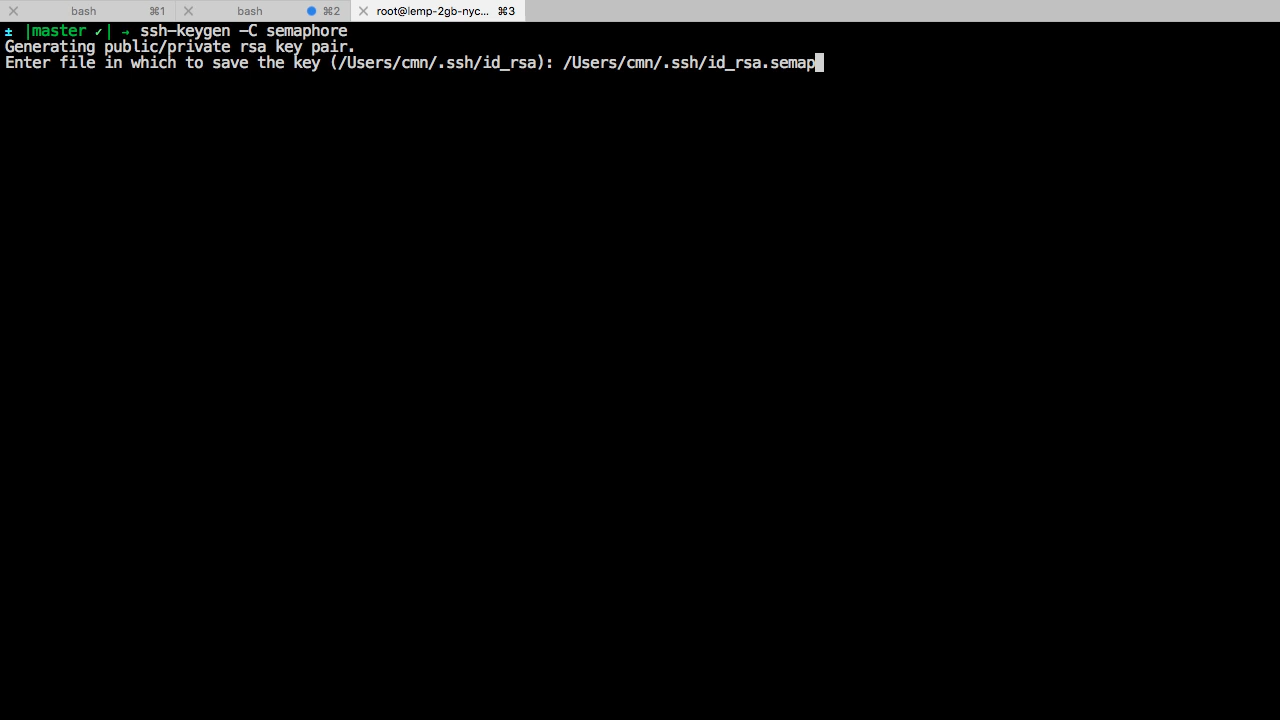 bash ⌘1 bash ⌘2 root@lemp-2gb-nyc... ⌘3
± |master ✓| → ssh-keygen -C semaphore
Generating public/private rsa key pair.
Enter file in which to save the key (/Users/cmn/.ssh/id_rsa): /Users/cmn/.ssh/id_rsa.semap